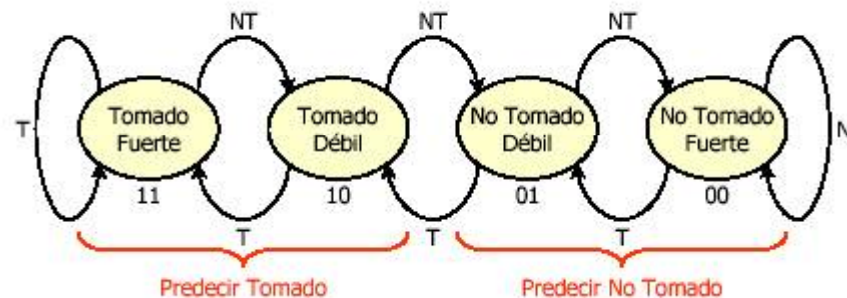 NT NT NT
T Tomado Fuerte Tomado Débil No Tomado Débil No Tomado Fuerte N
11 10 01 00
T T T
Predecir Tomado Predecir No Tomado